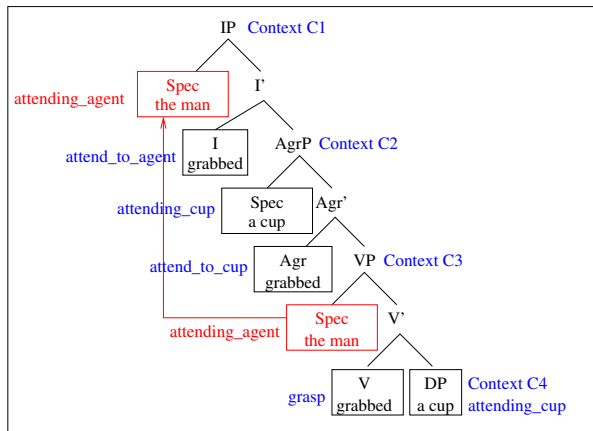 IP Context C1
attending_agent Spec I'
the man
attend_to_agent I AgrP Context C2
grabbed
attending_cup Spec Agr'
a cup
attend_to_cup Agr VP Context C3
grabbed
attending_agent Spec V'
the man
grasp V DP Context C4
grabbed a cup attending_cup